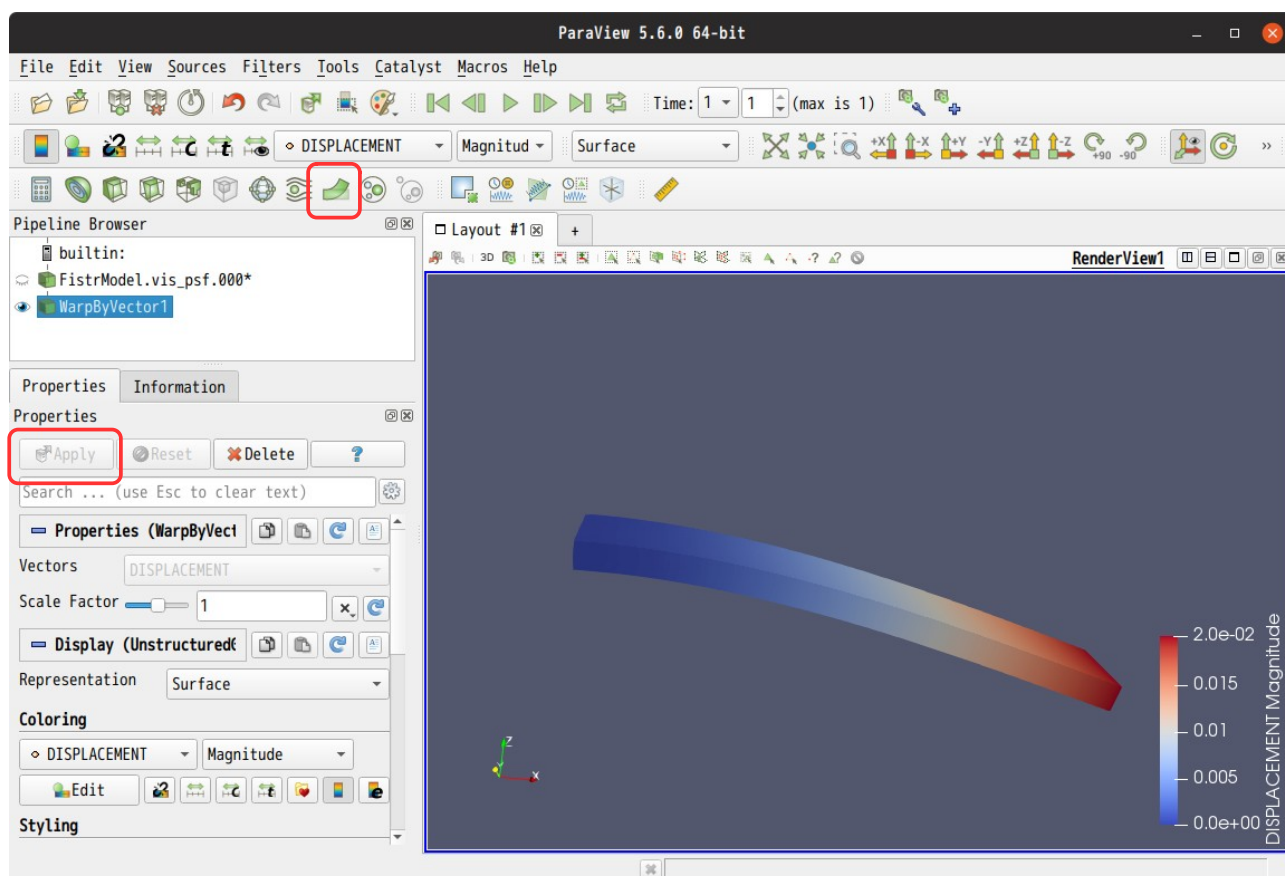 ParaView 5.6.0 64-bit
File Edit View Sources Filters Tools Catalyst Macros Help
Time: 1 1 (max is 1)
DISPLACEMENT Magnitud Surface
+X -X +Y -Y +Z -Z +90 -90 »
Pipeline Browser
builtin:
FistrModel.vis_psf.000*
WarpByVector1
Layout #1 +
3D
RenderView1
Properties Information
Properties
Apply Reset Delete ?
Search ... (use Esc to clear text)
Properties (WarpByVect
Vectors DISPLACEMENT
Scale Factor 1
Display (Unstructured
Representation Surface
Coloring
DISPLACEMENT Magnitude
Edit
Styling
Z
X
2.0e-02
0.015
0.01
0.005
0.0e+00
DISPLACEMENT Magnitude